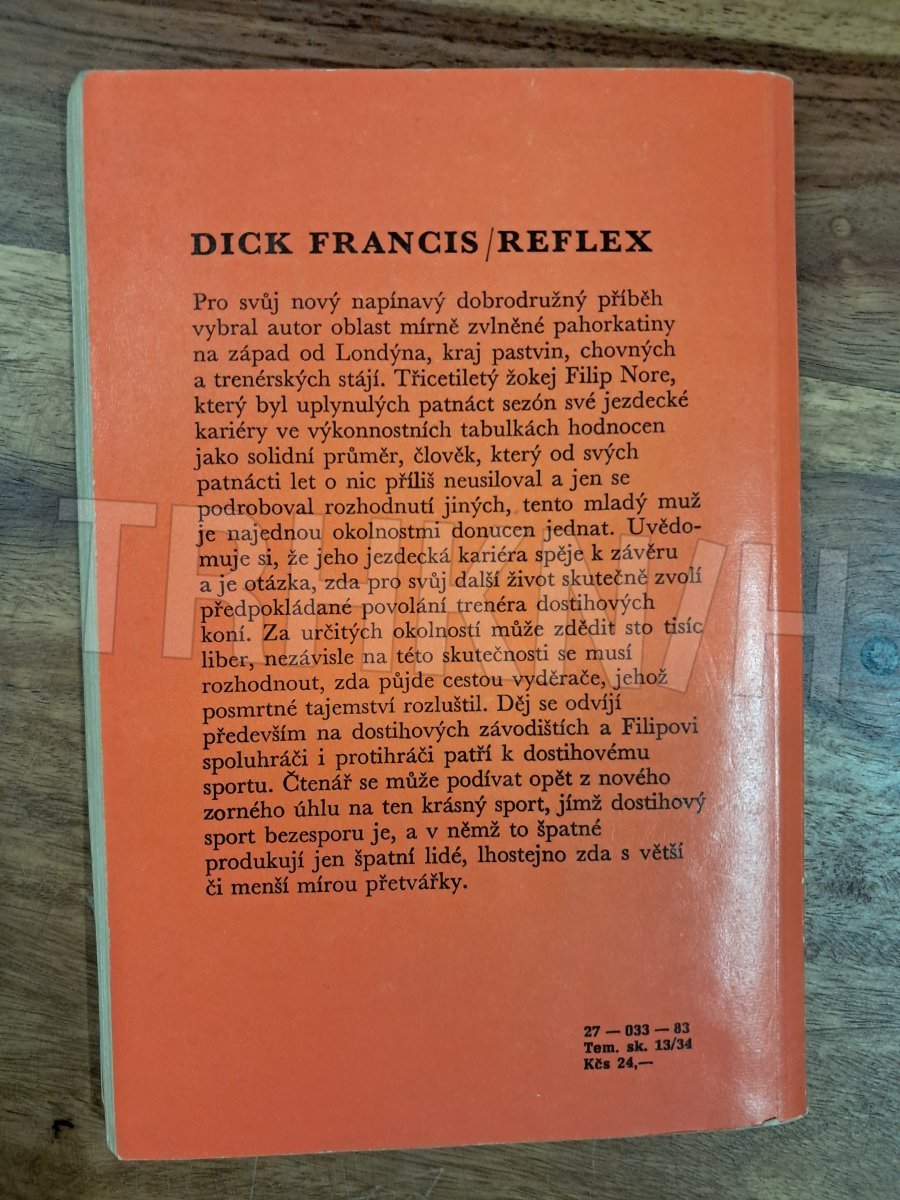 DICK FRANCIS/REFLEX
Pro svůj nový napínavý dobrodružný příběh
vybral autor oblast mírně zvlněné pahorkatiny
na západ od Londýna, kraj pastvin, chovných
a trenérských stájí. Třicetiletý žokej Filip Nore,
který byl uplynulých patnáct sezón své jezdecké
kariéry ve výkonnostních tabulkách hodnocen
jako solidní průměr, člověk, který od svých
patnácti let o nic příliš neusiloval a jen se
podroboval rozhodnutí jiných, tento mladý muž
je najednou okolnostmi donucen jednat. Uvědo-
muje si, že jeho jezdecká kariéra spěje k závěru
a je otázka, zda pro svůj další život skutečně zvolí
předpokládané povolání trenéra dostihových
koní. Za určitých okolností může zdědit sto tisíc
liber, nezávisle na této skutečnosti se musí
rozhodnout, zda půjde cestou vyděrače, jehož
posmrtné tajemství rozluštil. Děj se odvíjí
především na dostihových závodištích a Filipovi
spoluhráči i protihráči patří k dostihovému
sportu. Čtenář se může podívat opět z nového
zorného úhlu na ten krásný sport, jímž dostihový
sport bezesporu je, a v němž to špatné
produkují jen špatní lidé, lhostejno zda s větší
či menší mírou přetvářky.
27 — 033 — 83
Tem. sk. 13/34
Kčs 24,—
TRHKNIH